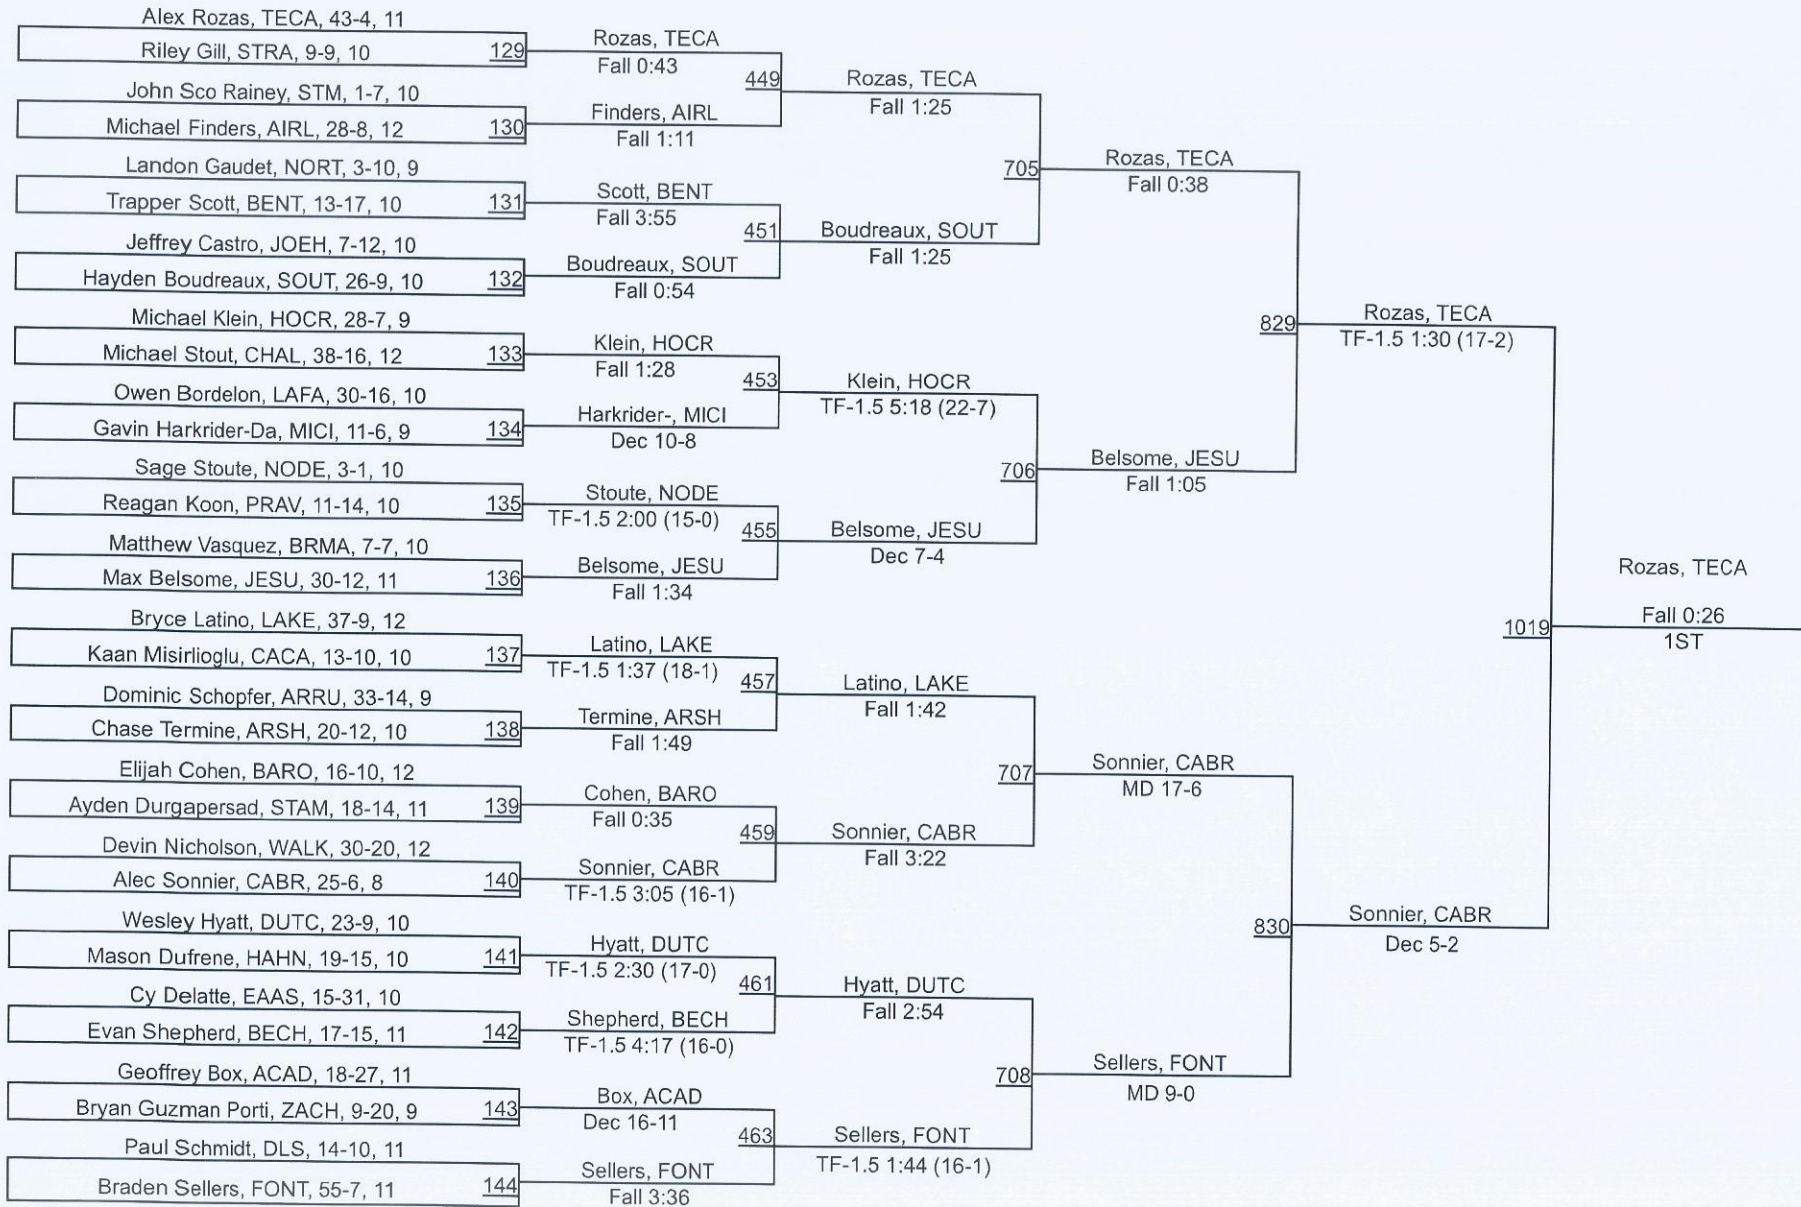 Alex Rozas, TECA, 43-4, 11
Riley Gill, STRA, 9-9, 10
129
John Sco Rainey, STM, 1-7, 10
Michael Finders, AIRL, 28-8, 12
130
Landon Gaudet, NORT, 3-10, 9
Trapper Scott, BENT, 13-17, 10
131
Jeffrey Castro, JOEH, 7-12, 10
Hayden Boudreaux, SOUT, 26-9, 10
132
Michael Klein, HOCR, 28-7, 9
Michael Stout, CHAL, 38-16, 12
133
Owen Bordelon, LAFA, 30-16, 10
Gavin Harkrider-Da, MICI, 11-6, 9
134
Sage Stoute, NODE, 3-1, 10
Reagan Koon, PRAV, 11-14, 10
135
Matthew Vasquez, BRMA, 7-7, 10
Max Belsome, JESU, 30-12, 11
136
Bryce Latino, LAKE, 37-9, 12
Kaan Misirlioglu, CACA, 13-10, 10
137
Dominic Schopfer, ARRU, 33-14, 9
Chase Termine, ARSH, 20-12, 10
138
Elijah Cohen, BARO, 16-10, 12
Ayden Durgapersad, STAM, 18-14, 11
139
Devin Nicholson, WALK, 30-20, 12
Alec Sonnier, CABR, 25-6, 8
140
Wesley Hyatt, DUTC, 23-9, 10
Mason Dufrene, HAHN, 19-15, 10
141
Cy Delatte, EAAS, 15-31, 10
Evan Shepherd, BECH, 17-15, 11
142
Geoffrey Box, ACAD, 18-27, 11
Bryan Guzman Porti, ZACH, 9-20, 9
143
Paul Schmidt, DLS, 14-10, 11
Braden Sellers, FONT, 55-7, 11
144
Rozas, TECA
Fall 0:43
449
Finders, AIRL
Fall 1:11
Scott, BENT
Fall 3:55
451
Boudreaux, SOUT
Fall 0:54
Klein, HOCR
Fall 1:28
453
Harkrider-, MICI
Dec 10-8
Stoute, NODE
TF-1.5 2:00 (15-0)
455
Belsome, JESU
Fall 1:34
Latino, LAKE
TF-1.5 1:37 (18-1)
457
Termine, ARSH
Fall 1:49
Cohen, BARO
Fall 0:35
459
Sonnier, CABR
TF-1.5 3:05 (16-1)
Hyatt, DUTC
TF-1.5 2:30 (17-0)
461
Shepherd, BECH
TF-1.5 4:17 (16-0)
Box, ACAD
Dec 16-11
463
Sellers, FONT
Fall 3:36
Rozas, TECA
Fall 1:25
705
Boudreaux, SOUT
Fall 1:25
Klein, HOCR
TF-1.5 5:18 (22-7)
706
Belsome, JESU
Dec 7-4
Latino, LAKE
Fall 1:42
707
Sonnier, CABR
Fall 3:22
Hyatt, DUTC
Fall 2:54
708
Sellers, FONT
TF-1.5 1:44 (16-1)
Rozas, TECA
Fall 0:38
829
Belsome, JESU
Fall 1:05
Sonnier, CABR
MD 17-6
830
Sellers, FONT
MD 9-0
Rozas, TECA
TF-1.5 1:30 (17-2)
1019
Sonnier, CABR
Dec 5-2
Rozas, TECA
Fall 0:26
1ST